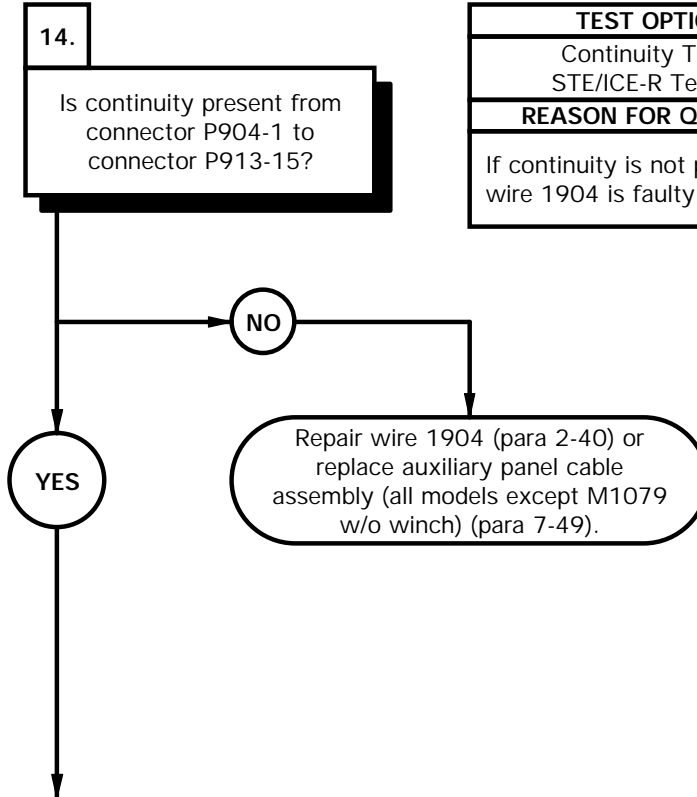 14.
Is continuity present from
connector P904-1 to
connector P913-15?
TEST
Continuity
STE/ICE-R
REASON FOR
If continuity is not
wire 1904 is faulty
NO
YES
Repair wire 1904 (para 2-40) or
replace auxiliary panel cable
assembly (all models except M1079
w/o winch) (para 7-49).